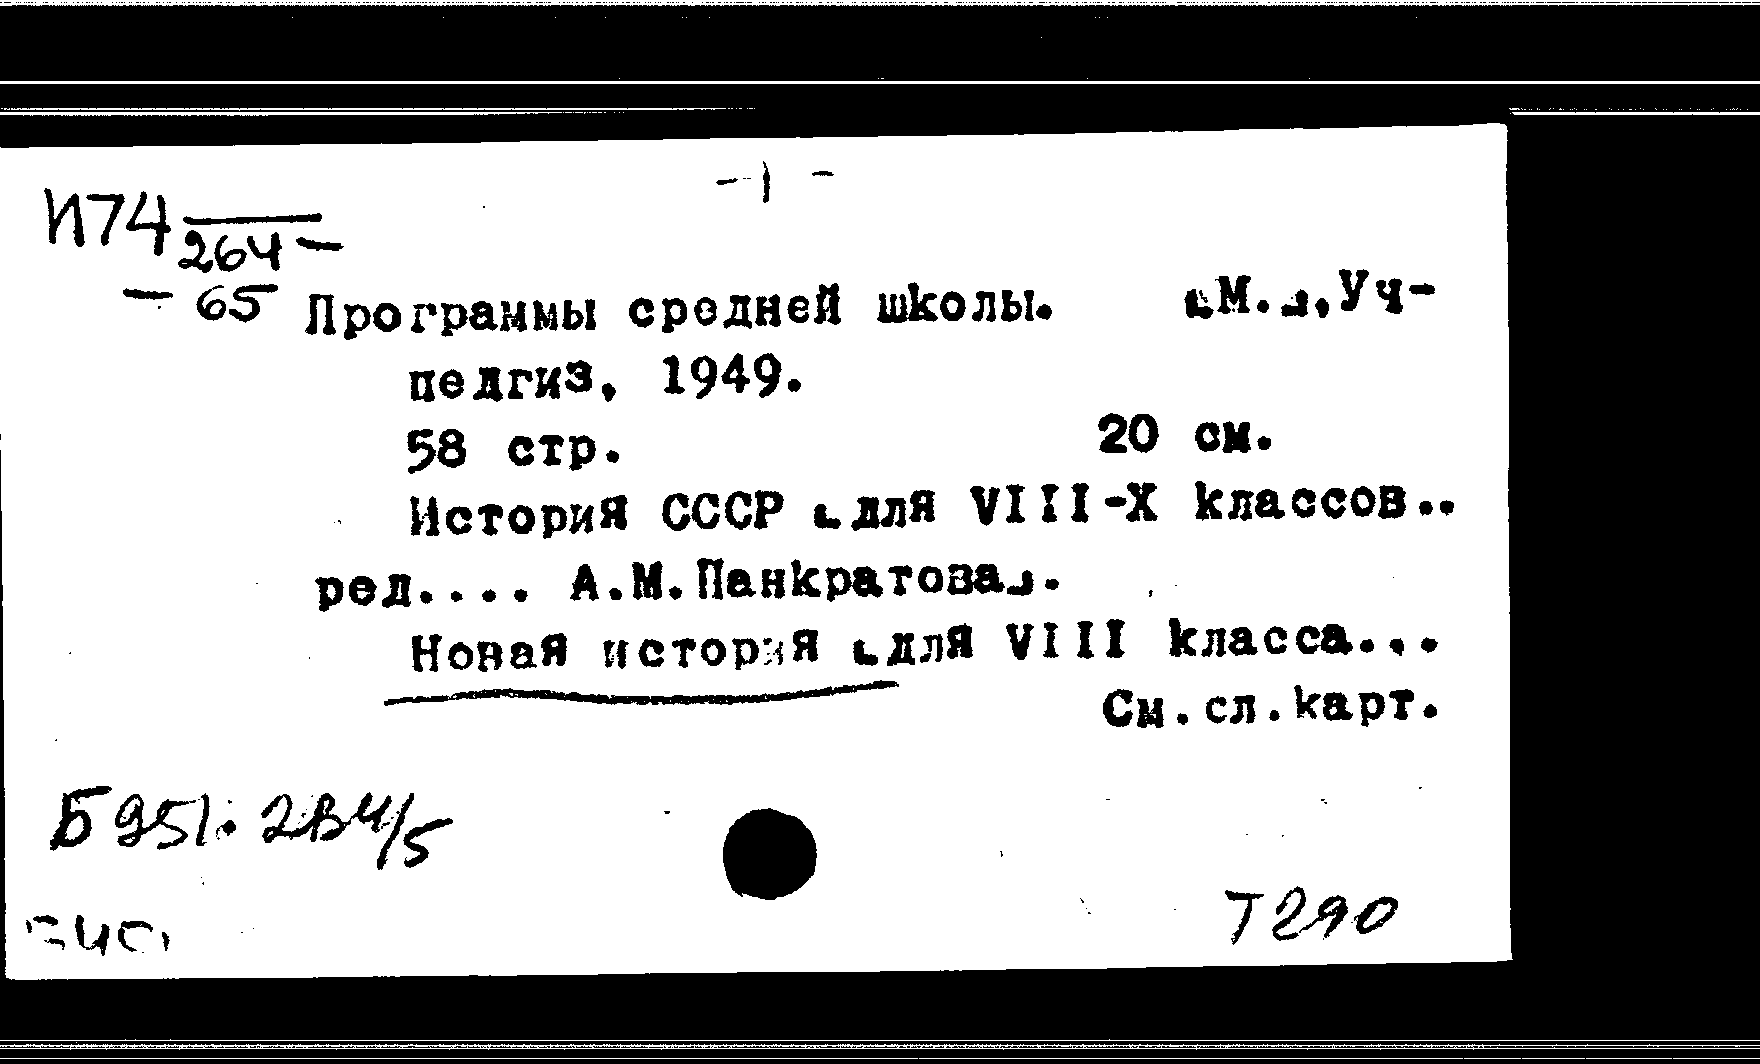 - 1 -
И74 264 -
- 65
Программы средней школы. [М.], Уч-
педгиз, 1949.
58 стр. 20 см.
История СССР [для VIII-X классов..
ред.... А.М.Панкратова].
Новая история [для VIII класса...
См.сл.карт.
Б951. 2В4/5
Т290